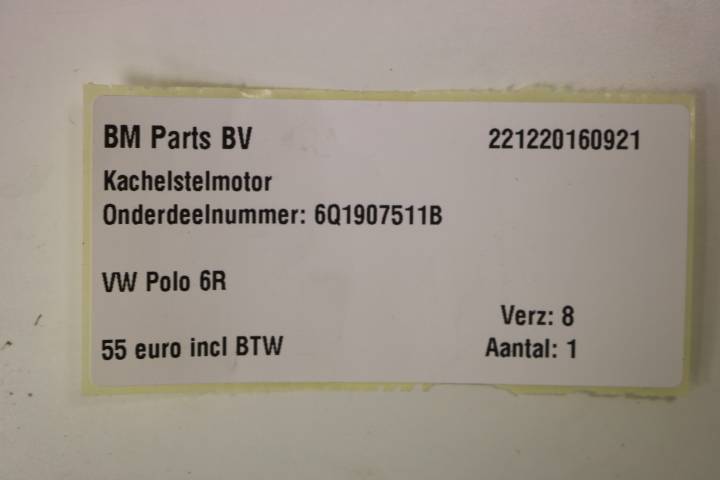 BM Parts BV 221220160921
Kachelstelmotor
Onderdeelnummer: 6Q1907511B
VW Polo 6R
Verz: 8
55 euro incl BTW Aantal: 1